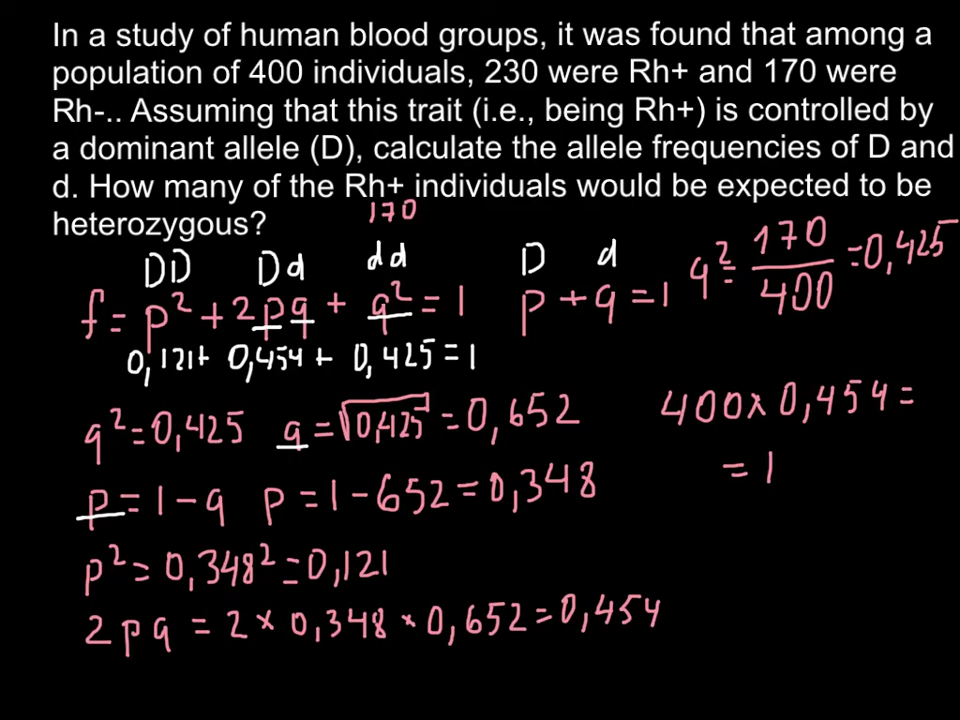 In a study of human blood groups, it was found that among a
population of 400 individuals, 230 were Rh+ and 170 were
Rh-.. Assuming that this trait (i.e., being Rh+) is controlled by
a dominant allele (D), calculate the allele frequencies of D and
d. How many of the Rh+ individuals would be expected to be
heterozygous?
170
DD Dd dd D d
f = p² + 2pq + q² = 1 p + q = 1 q² = 170/400 = 0,425
0,121 + 0,454 + 0,425 = 1
q² = 0,425 q = √0,425 = 0,652 400 × 0,454 =
p = 1 - q p = 1 - 652 = 0,348 = 1
p² = 0,348² = 0,121
2pq = 2 × 0,348 × 0,652 = 0,454